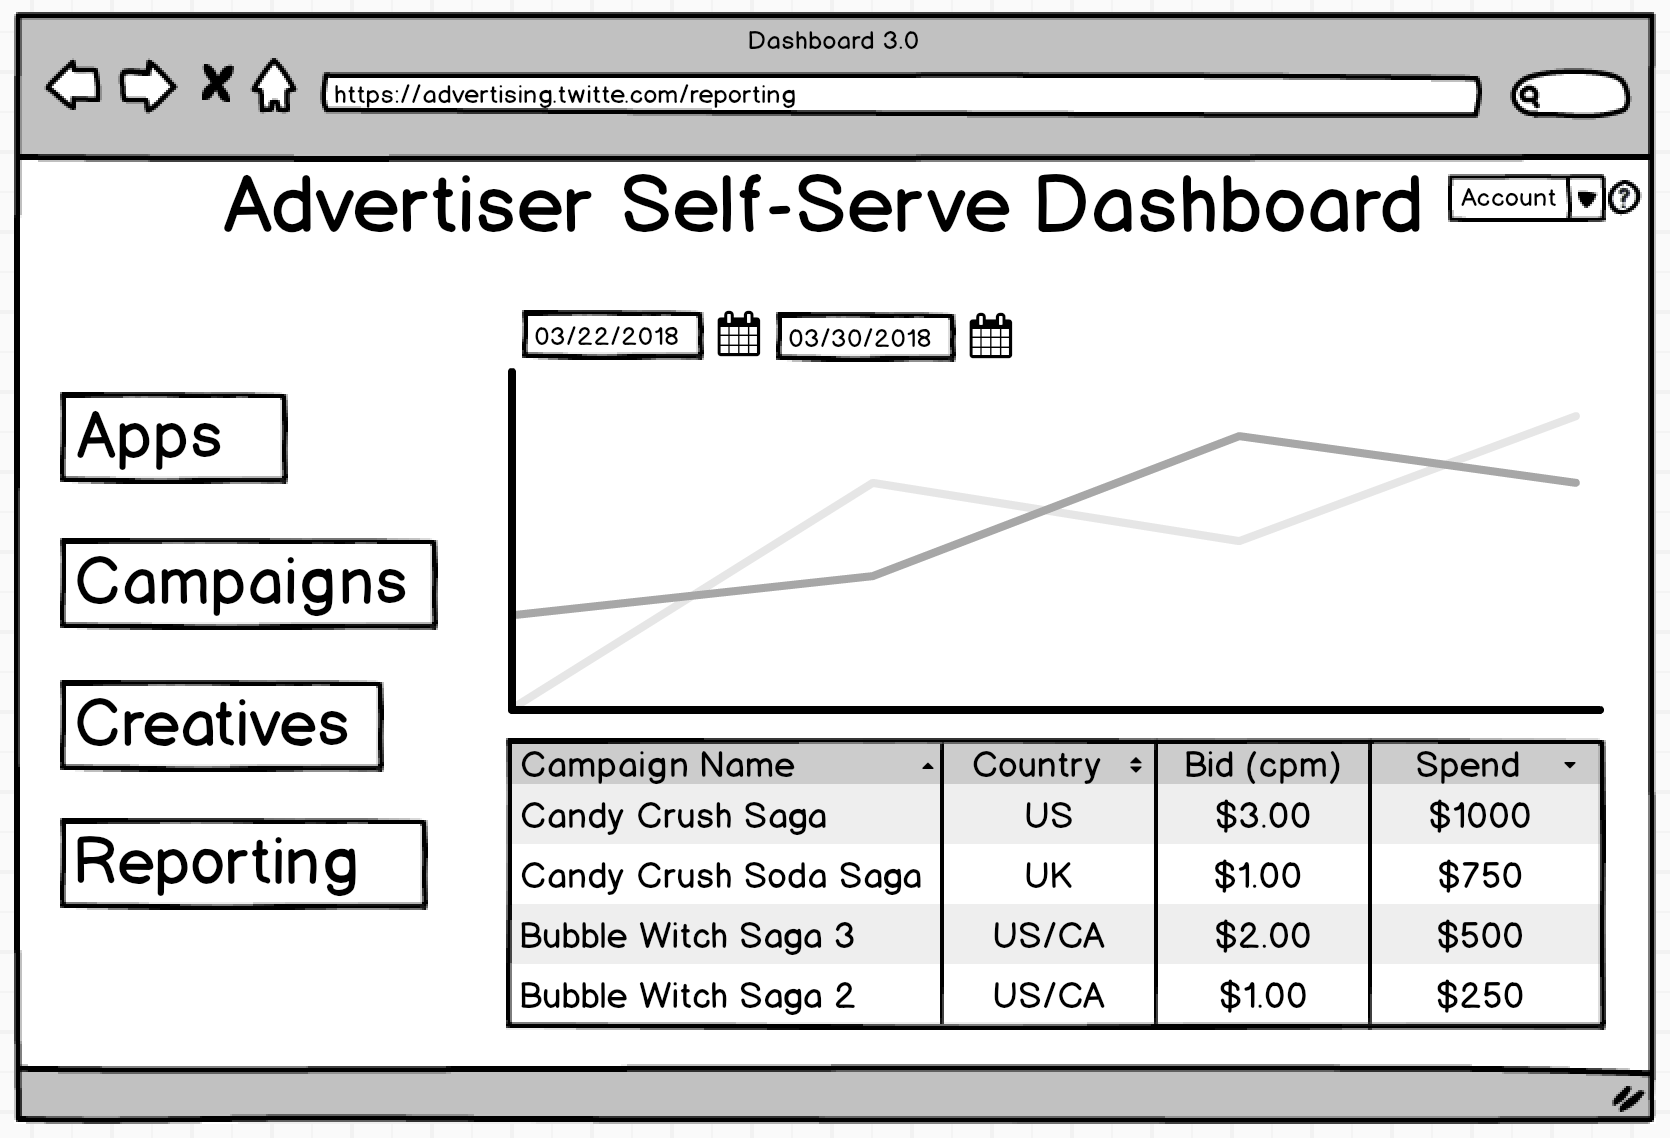 Dashboard 3.0
https://advertising.twitte.com/reporting
Advertiser Self-Serve Dashboard
Account
?
03/22/2018 03/30/2018
Apps
Campaigns
Creatives
Reporting
Campaign Name Country Bid (cpm) Spend
Candy Crush Saga US $3.00 $1000
Candy Crush Soda Saga UK $1.00 $750
Bubble Witch Saga 3 US/CA $2.00 $500
Bubble Witch Saga 2 US/CA $1.00 $250